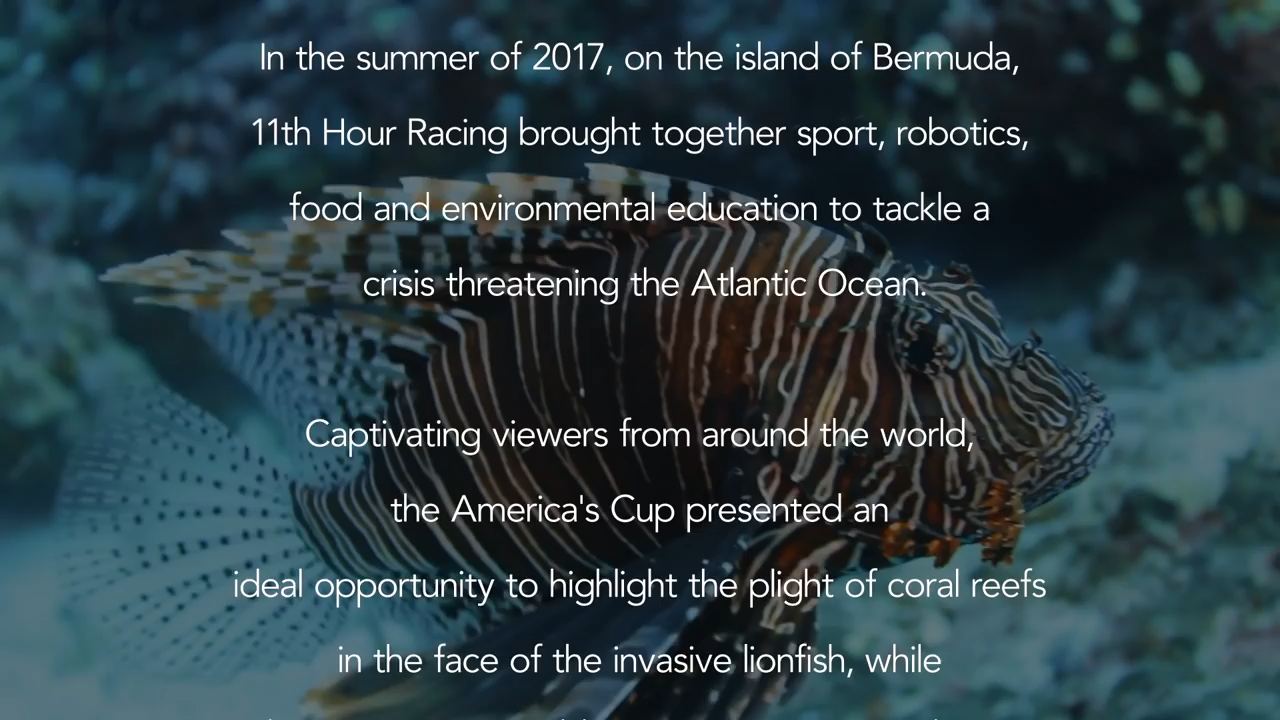 In the summer of 2017, on the island of Bermuda,
11th Hour Racing brought together sport, robotics,
food and environmental education to tackle a
crisis threatening the Atlantic Ocean.
Captivating viewers from around the world,
the America's Cup presented an
ideal opportunity to highlight the plight of coral reefs
in the face of the invasive lionfish, while